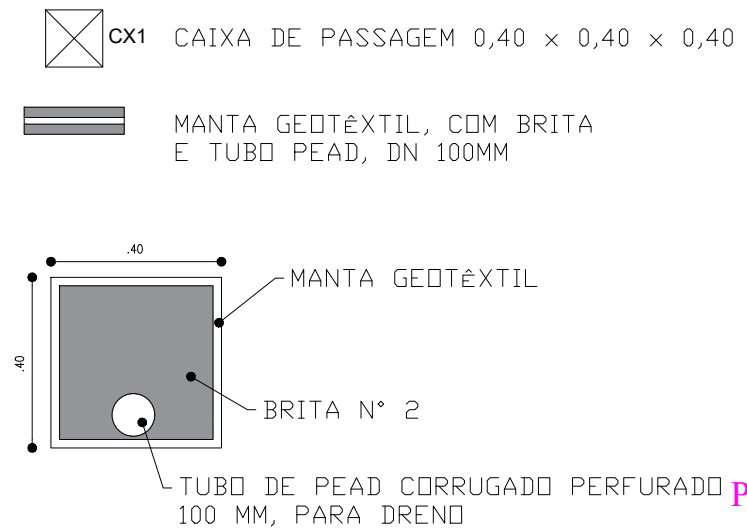 CX1 CAIXA DE PASSAGEM 0,40 x 0,40 x 0,40
MANTA GEOTÊXTIL, COM BRITA
E TUBO PEAD, DN 100MM
.40
MANTA GEOTÊXTIL
.40
BRITA N° 2
TUBO DE PEAD CORRUGADO PERFURADO P
100 MM, PARA DRENO